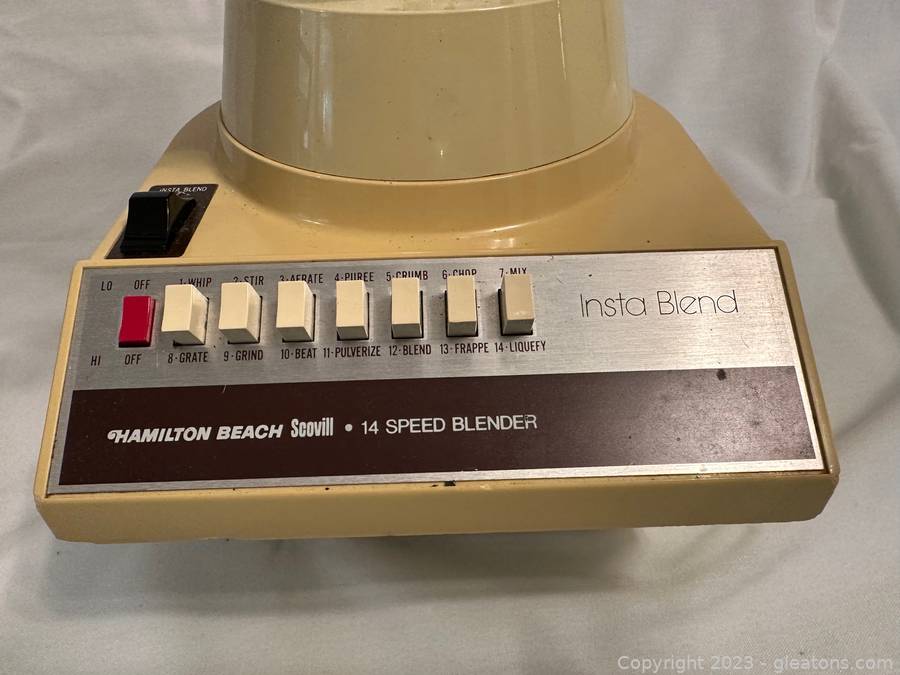 INSTA BLEND
LO OFF 1·WHIP 2·STIR 3·AERATE 4·PUREE 5·CRUMB 6·CHOP 7·MIX
Insta Blend
HI OFF 8·GRATE 9·GRIND 10·BEAT 11·PULVERIZE 12·BLEND 13·FRAPPE 14·LIQUEFY
HAMILTON BEACH Scovill • 14 SPEED BLENDER
Copyright 2023 - gleatons.com